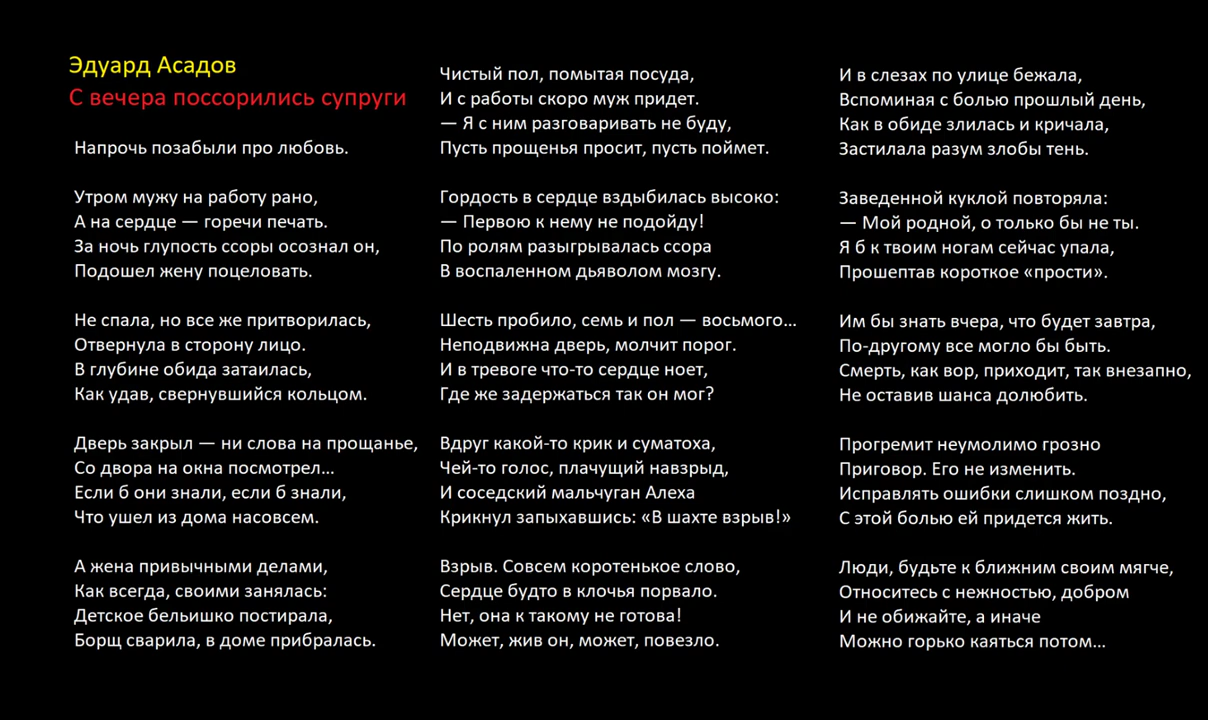 Эдуард Асадов
С вечера поссорились супруги
Напрочь позабыли про любовь.
Утром мужу на работу рано,
А на сердце — горечи печать.
За ночь глупость ссоры осознал он,
Подошел жену поцеловать.
Не спала, но все же притворилась,
Отвернула в сторону лицо.
В глубине обида затаилась,
Как удав, свернувшийся кольцом.
Дверь закрыл — ни слова на прощанье,
Со двора на окна посмотрел…
Если б они знали, если б знали,
Что ушел из дома насовсем.
А жена привычными делами,
Как всегда, своими занялась:
Детское бельишко постирала,
Борщ сварила, в доме прибралась.
Чистый пол, помытая посуда,
И с работы скоро муж придет.
— Я с ним разговаривать не буду,
Пусть прощенья просит, пусть поймет.
Гордость в сердце вздыбилась высоко:
— Первою к нему не подойду!
По ролям разыгрывалась ссора
В воспаленном дьяволом мозгу.
Шесть пробило, семь и пол — восьмого…
Неподвижна дверь, молчит порог.
И в тревоге что-то сердце ноет,
Где же задержаться так он мог?
Вдруг какой-то крик и суматоха,
Чей-то голос, плачущий навзрыд,
И соседский мальчуган Алеха
Крикнул запыхавшись: «В шахте взрыв!»
Взрыв. Совсем коротенькое слово,
Сердце будто в клочья порвало.
Нет, она к такому не готова!
Может, жив он, может, повезло.
И в слезах по улице бежала,
Вспоминая с болью прошлый день,
Как в обиде злилась и кричала,
Застилала разум злобы тень.
Заведенной куклой повторяла:
— Мой родной, о только бы не ты.
Я б к твоим ногам сейчас упала,
Прошептав короткое «прости».
Им бы знать вчера, что будет завтра,
По-другому все могло бы быть.
Смерть, как вор, приходит, так внезапно,
Не оставив шанса долюбить.
Прогремит неумолимо грозно
Приговор. Его не изменить.
Исправлять ошибки слишком поздно,
С этой болью ей придется жить.
Люди, будьте к ближним своим мягче,
Относитесь с нежностью, добром
И не обижайте, а иначе
Можно горько каяться потом…